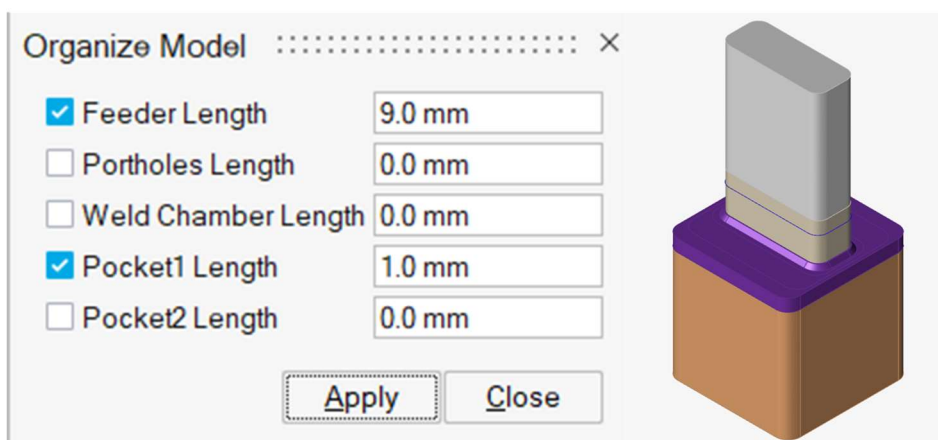 Organize Model
Feeder Length 9.0 mm
Portholes Length 0.0 mm
Weld Chamber Length 0.0 mm
Pocket1 Length 1.0 mm
Pocket2 Length 0.0 mm
Apply Close